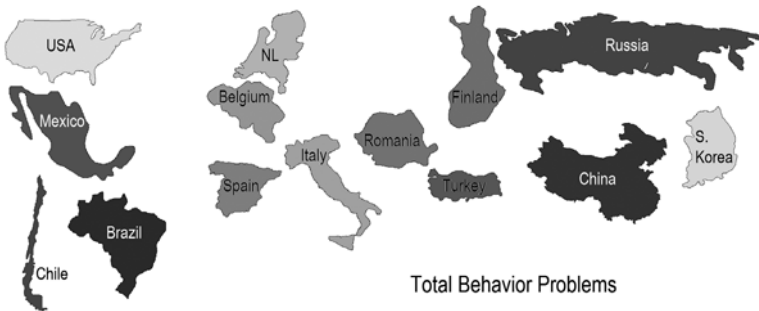 USA
NL
Russia
Belgium
Finland
Mexico
Romania
S.
Korea
Italy
Spain
Turkey
China
Brazil
Chile
Total Behavior Problems